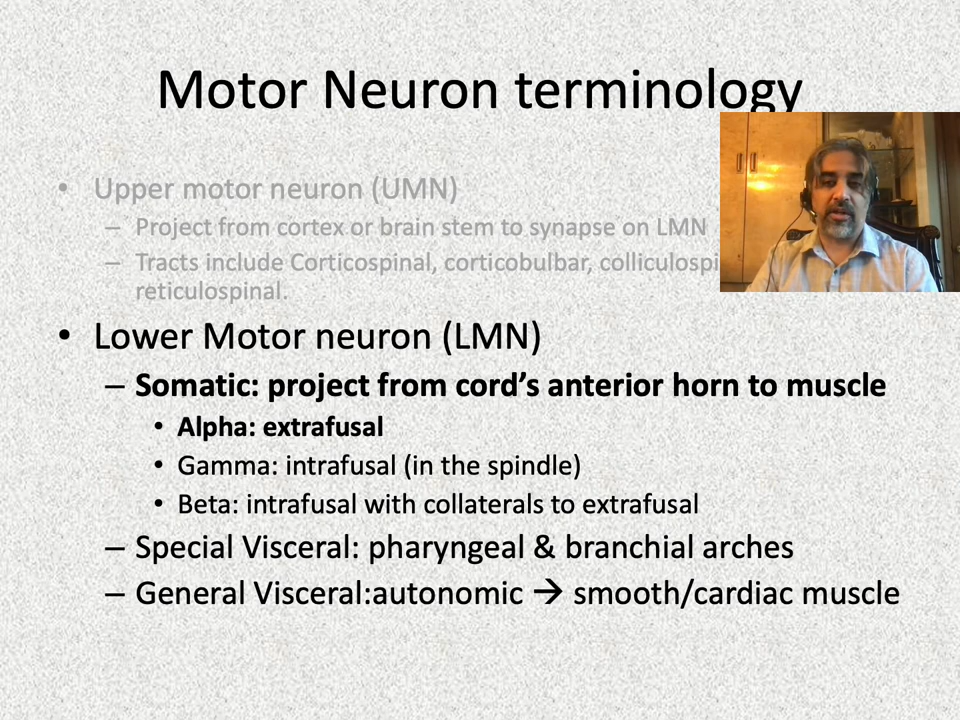 Motor Neuron terminology
• Upper motor neuron (UMN)
– Project from cortex or brain stem to synapse on LMN
– Tracts include Corticospinal, corticobulbar,
reticulospinal.
• Lower Motor neuron (LMN)
– Somatic: project from cord’s anterior horn to muscle
• Alpha: extrafusal
• Gamma: intrafusal (in the spindle)
• Beta: intrafusal with collaterals to extrafusal
– Special Visceral: pharyngeal & branchial arches
– General Visceral:autonomic → smooth/cardiac muscle